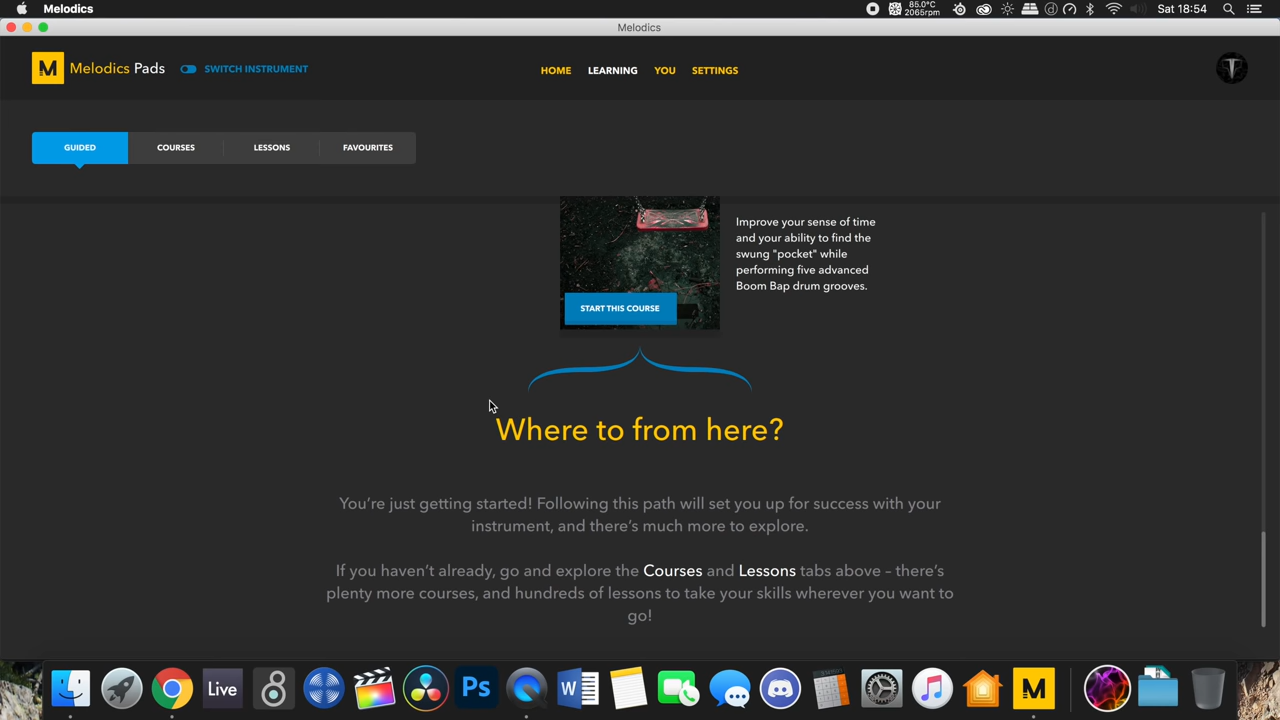 Melodics
85.0°C
2065rpm
Sat 18:54
Melodics
M Melodics Pads
SWITCH INSTRUMENT
HOME
LEARNING
YOU
SETTINGS
GUIDED
COURSES
LESSONS
FAVOURITES
Improve your sense of time
and your ability to find the
swung "pocket" while
performing five advanced
Boom Bap drum grooves.
START THIS COURSE
Where to from here?
You're just getting started! Following this path will set you up for success with your
instrument, and there's much more to explore.
If you haven't already, go and explore the Courses and Lessons tabs above – there's
plenty more courses, and hundreds of lessons to take your skills wherever you want to
go!
Live
Ps
W
M